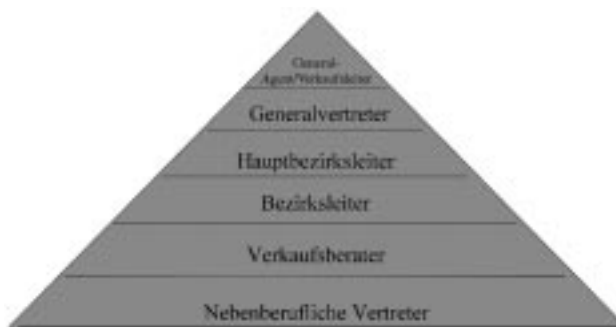 General-
Agent/Verkaufsleiter
Generalvertreter
Hauptbezirksleiter
Bezirksleiter
Verkaufsberater
Nebenberufliche Vertreter